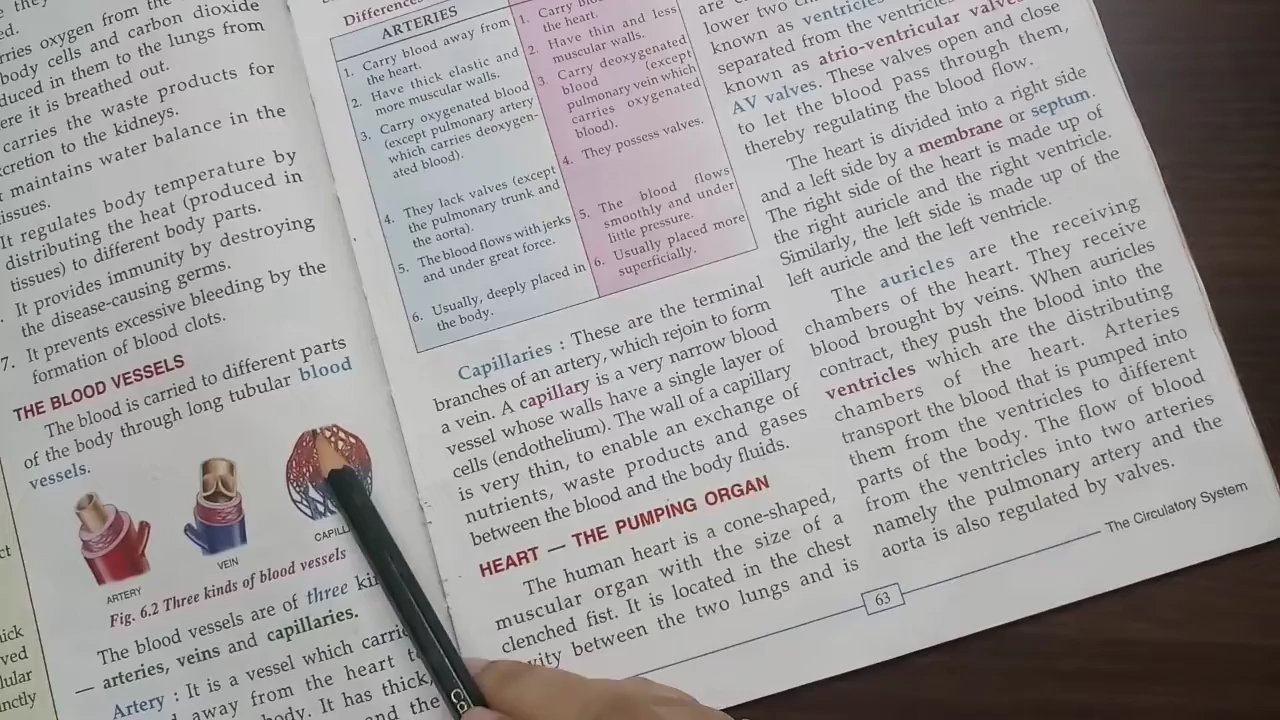 ed.
rries oxygen from the
body cells and carbon dioxide
duced in them to the lungs from
ere it is breathed out.
carries the waste products for
cretion to the kidneys.
maintains water balance in the
issues.
It regulates body temperature by
distributing the heat (produced in
tissues) to different body parts.
It provides immunity by destroying
the disease-causing germs.
7. It prevents excessive bleeding by the
formation of blood clots.
THE BLOOD VESSELS
The blood is carried to different parts
of the body through long tubular blood
vessels.
ARTERY
VEIN
CAPILL
Fig. 6.2 Three kinds of blood vessels
The blood vessels are of three ki
— arteries, veins and capillaries.
Artery : It is a vessel which carri
away from the heart t
body. It has thick,
and the
ct
ick
ved
lular
nctly
Differences
ARTERIES
1. Carry blood away from
the heart.
2. Have thick elastic and
more muscular walls.
3. Carry oxygenated blood
(except pulmonary artery
which carries deoxygen-
ated blood).
4. They lack valves (except
the pulmonary trunk and
the aorta).
5. The blood flows with jerks
and under great force.
6. Usually, deeply placed in
the body.
1. Carry blo
the heart.
2. Have thin and less
muscular walls.
3. Carry deoxygenated
blood (except
pulmonary vein which
carries oxygenated
blood).
4. They possess valves.
5. The blood flows
smoothly and under
little pressure.
6. Usually placed more
superficially.
Capillaries : These are the terminal
branches of an artery, which rejoin to form
a vein. A capillary is a very narrow blood
vessel whose walls have a single layer of
cells (endothelium). The wall of a capillary
is very thin, to enable an exchange of
nutrients, waste products and gases
between the blood and the body fluids.
HEART — THE PUMPING ORGAN
The human heart is a cone-shaped,
muscular organ with the size of a
clenched fist. It is located in the chest
vity between the two lungs and is
are c
lower two c
known as ventricles
separated from the ventricle
known as atrio-ventricular valve
AV valves. These valves open and close
to let the blood pass through them,
thereby regulating the blood flow.
The heart is divided into a right side
and a left side by a membrane or septum.
The right side of the heart is made up of
the right auricle and the right ventricle.
Similarly, the left side is made up of the
left auricle and the left ventricle.
The auricles are the receiving
chambers of the heart. They receive
blood brought by veins. When auricles
contract, they push the blood into the
ventricles which are the distributing
chambers of the heart. Arteries
transport the blood that is pumped into
them from the ventricles to different
parts of the body. The flow of blood
from the ventricles into two arteries
namely the pulmonary artery and the
aorta is also regulated by valves.
63
The Circulatory System